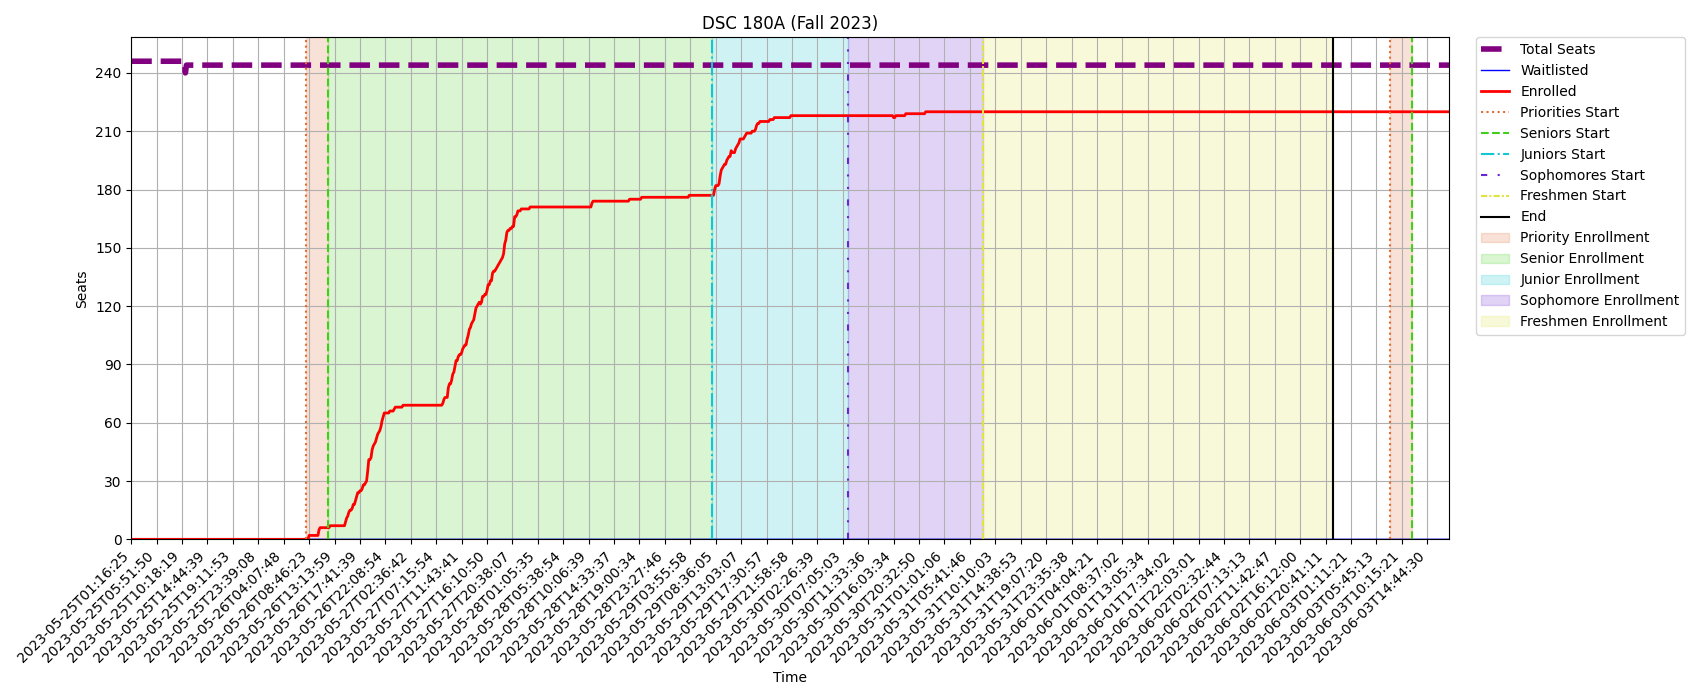 DSC 180A (Fall 2023)
Seats
240
210
180
150
120
90
60
30
0
2023-05-25T01:16:25
2023-05-25T05:51:50
2023-05-25T10:18:19
2023-05-25T14:44:39
2023-05-25T19:11:53
2023-05-25T23:39:08
2023-05-26T04:07:48
2023-05-26T08:46:23
2023-05-26T13:13:59
2023-05-26T17:41:39
2023-05-26T22:08:54
2023-05-27T02:36:42
2023-05-27T07:15:54
2023-05-27T11:43:41
2023-05-27T16:10:50
2023-05-27T20:38:07
2023-05-28T01:05:35
2023-05-28T05:38:54
2023-05-28T10:06:39
2023-05-28T14:33:37
2023-05-28T19:00:34
2023-05-28T23:27:46
2023-05-29T03:55:58
2023-05-29T08:36:05
2023-05-29T13:03:07
2023-05-29T17:30:57
2023-05-29T21:58:58
2023-05-30T02:26:39
2023-05-30T07:05:03
2023-05-30T11:33:36
2023-05-30T16:03:34
2023-05-30T20:32:50
2023-05-31T01:01:06
2023-05-31T05:41:46
2023-05-31T10:10:03
2023-05-31T14:38:53
2023-05-31T19:07:20
2023-05-31T23:35:38
2023-06-01T04:04:21
2023-06-01T08:37:02
2023-06-01T13:05:34
2023-06-01T17:34:02
2023-06-01T22:03:01
2023-06-02T02:32:44
2023-06-02T07:13:13
2023-06-02T11:42:47
2023-06-02T16:12:00
2023-06-02T20:41:11
2023-06-03T01:11:21
2023-06-03T05:45:13
2023-06-03T10:15:21
2023-06-03T14:44:30
Time
Total Seats
Waitlisted
Enrolled
Priorities Start
Seniors Start
Juniors Start
Sophomores Start
Freshmen Start
End
Priority Enrollment
Senior Enrollment
Junior Enrollment
Sophomore Enrollment
Freshmen Enrollment